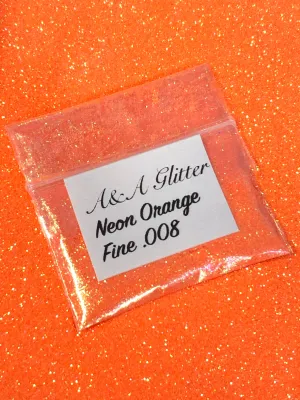 A&A Glitter
Neon Orange
Fine .008